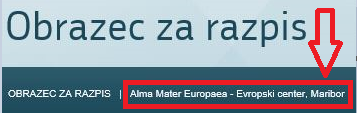 Obrazec za razpis
OBRAZEC ZA RAZPIS | Alma Mater Europaea - Evropski center, Maribor